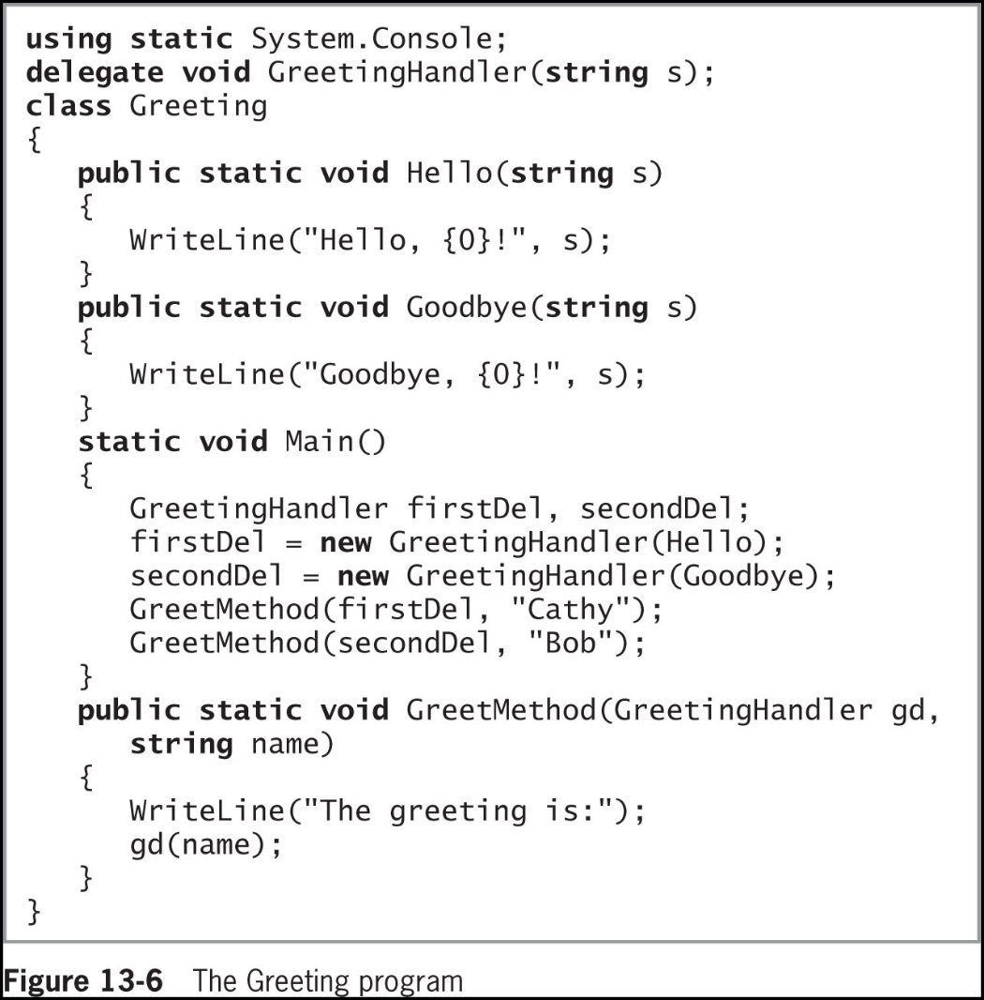 using static System.Console;
delegate void GreetingHandler(string s);
class Greeting
{
   public static void Hello(string s)
   {
      WriteLine("Hello, {0}!", s);
   }
   public static void Goodbye(string s)
   {
      WriteLine("Goodbye, {0}!", s);
   }
   static void Main()
   {
      GreetingHandler firstDel, secondDel;
      firstDel = new GreetingHandler(Hello);
      secondDel = new GreetingHandler(Goodbye);
      GreetMethod(firstDel, "Cathy");
      GreetMethod(secondDel, "Bob");
   }
   public static void GreetMethod(GreetingHandler gd,
      string name)
   {
      WriteLine("The greeting is:");
      gd(name);
   }
}
Figure 13-6 The Greeting program